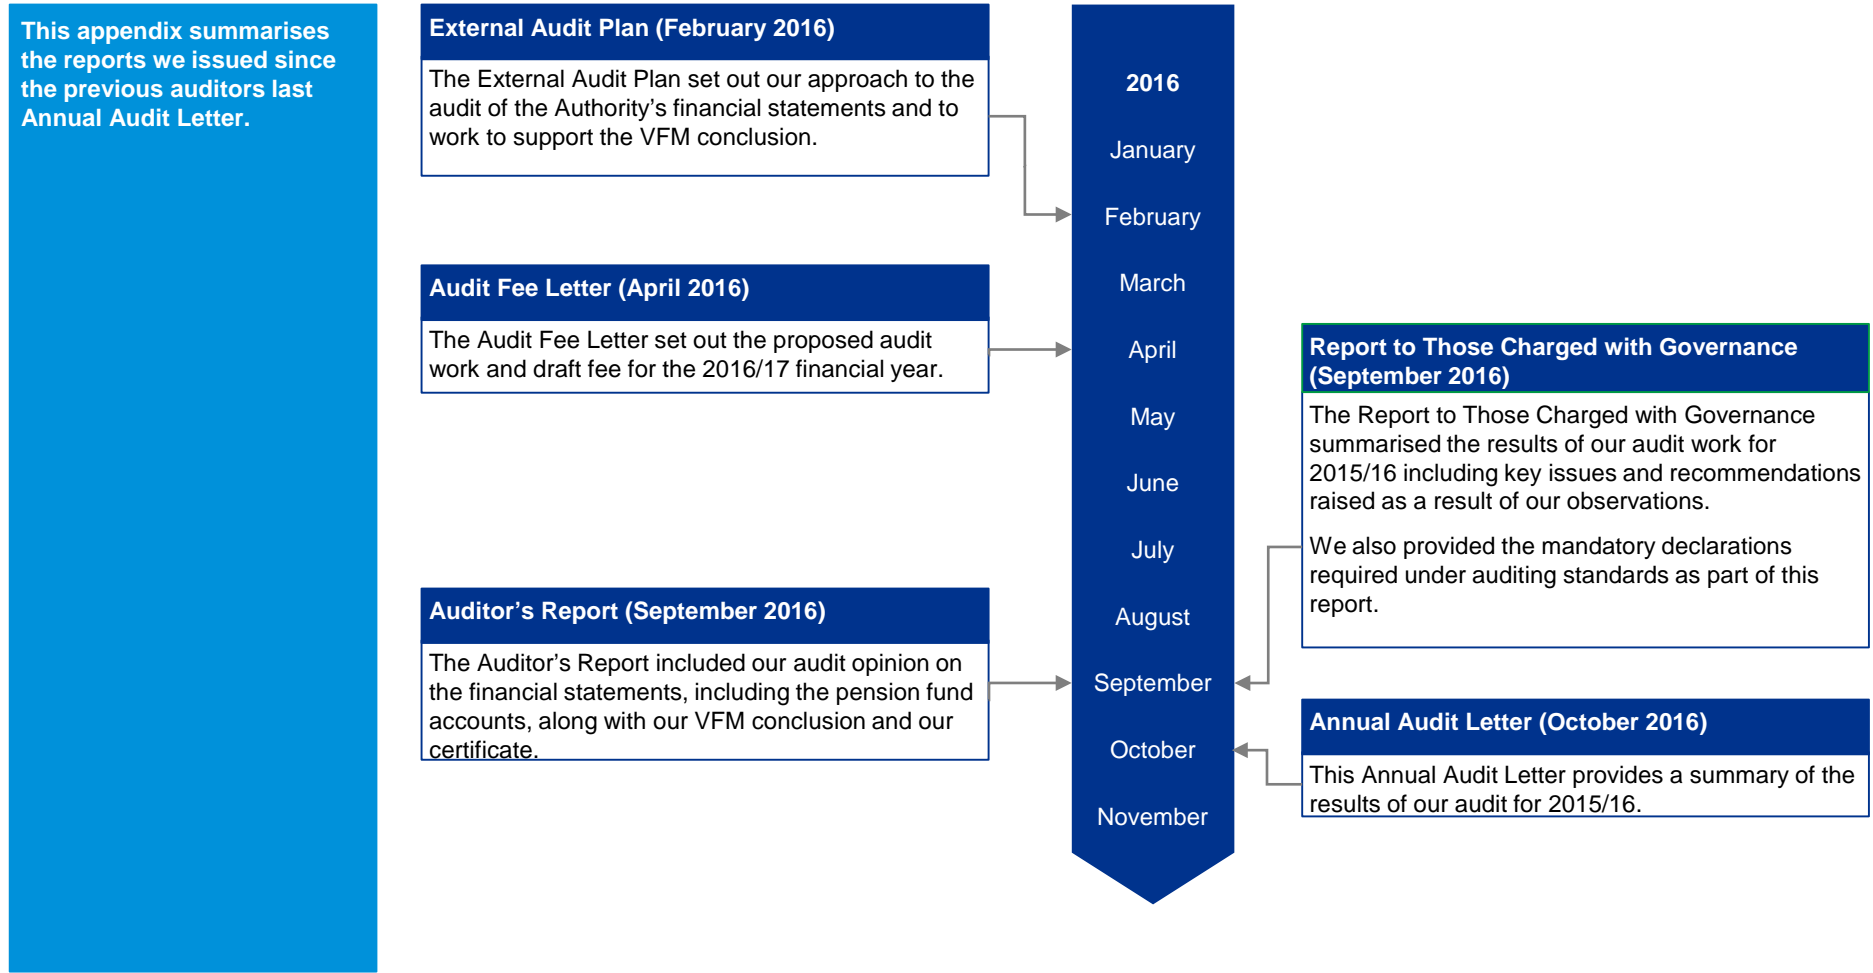 This appendix summarises
the reports we issued since
the previous auditors last
Annual Audit Letter.
External Audit Plan (February 2016)
The External Audit Plan set out our approach to the
audit of the Authority’s financial statements and to
work to support the VFM conclusion.
Audit Fee Letter (April 2016)
The Audit Fee Letter set out the proposed audit
work and draft fee for the 2016/17 financial year.
Auditor’s Report (September 2016)
The Auditor’s Report included our audit opinion on
the financial statements, including the pension fund
accounts, along with our VFM conclusion and our
certificate.
2016
January
February
March
April
May
June
July
August
September
October
November
Report to Those Charged with Governance
(September 2016)
The Report to Those Charged with Governance
summarised the results of our audit work for
2015/16 including key issues and recommendations
raised as a result of our observations.
We also provided the mandatory declarations
required under auditing standards as part of this
report.
Annual Audit Letter (October 2016)
This Annual Audit Letter provides a summary of the
results of our audit for 2015/16.